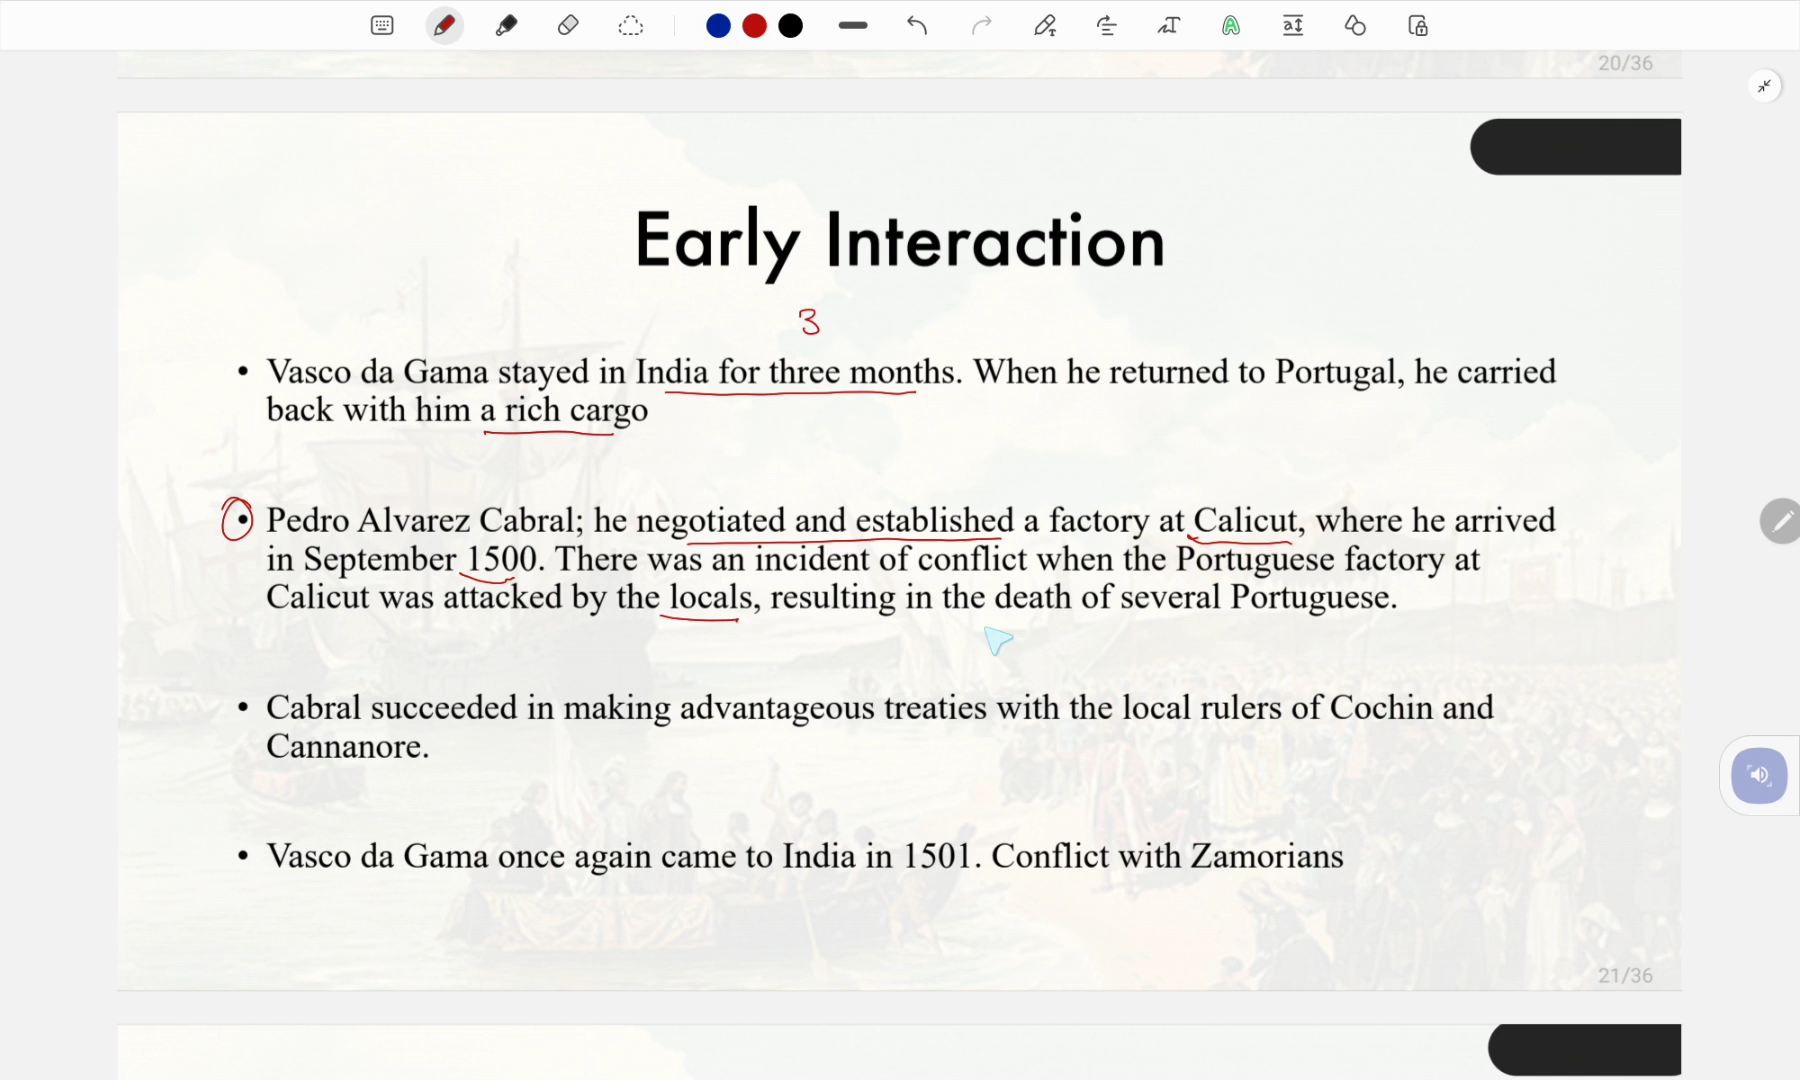 20/36
Early Interaction
3
• Vasco da Gama stayed in India for three months. When he returned to Portugal, he carried
back with him a rich cargo
• Pedro Alvarez Cabral; he negotiated and established a factory at Calicut, where he arrived
in September 1500. There was an incident of conflict when the Portuguese factory at
Calicut was attacked by the locals, resulting in the death of several Portuguese.
• Cabral succeeded in making advantageous treaties with the local rulers of Cochin and
Cannanore.
• Vasco da Gama once again came to India in 1501. Conflict with Zamorians
21/36